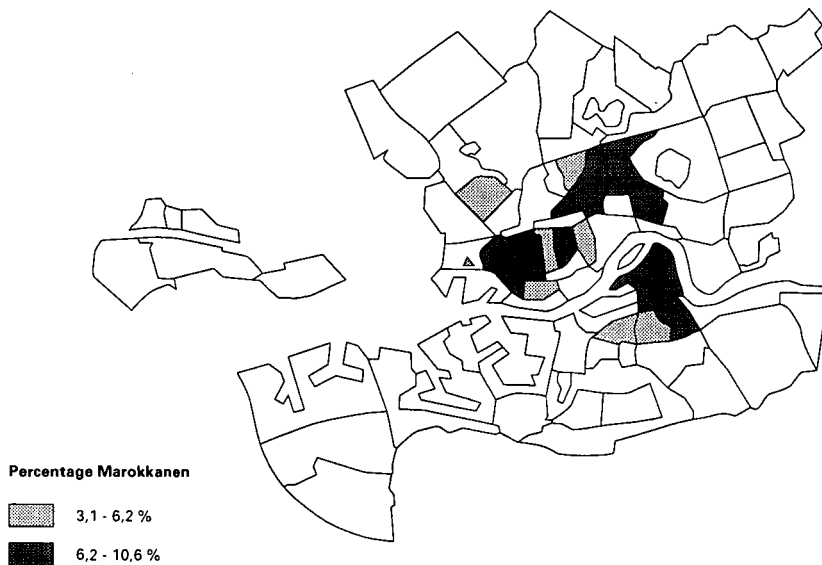 Percentage Marokkanen
3,1 - 6,2 %
6,2 - 10,6 %